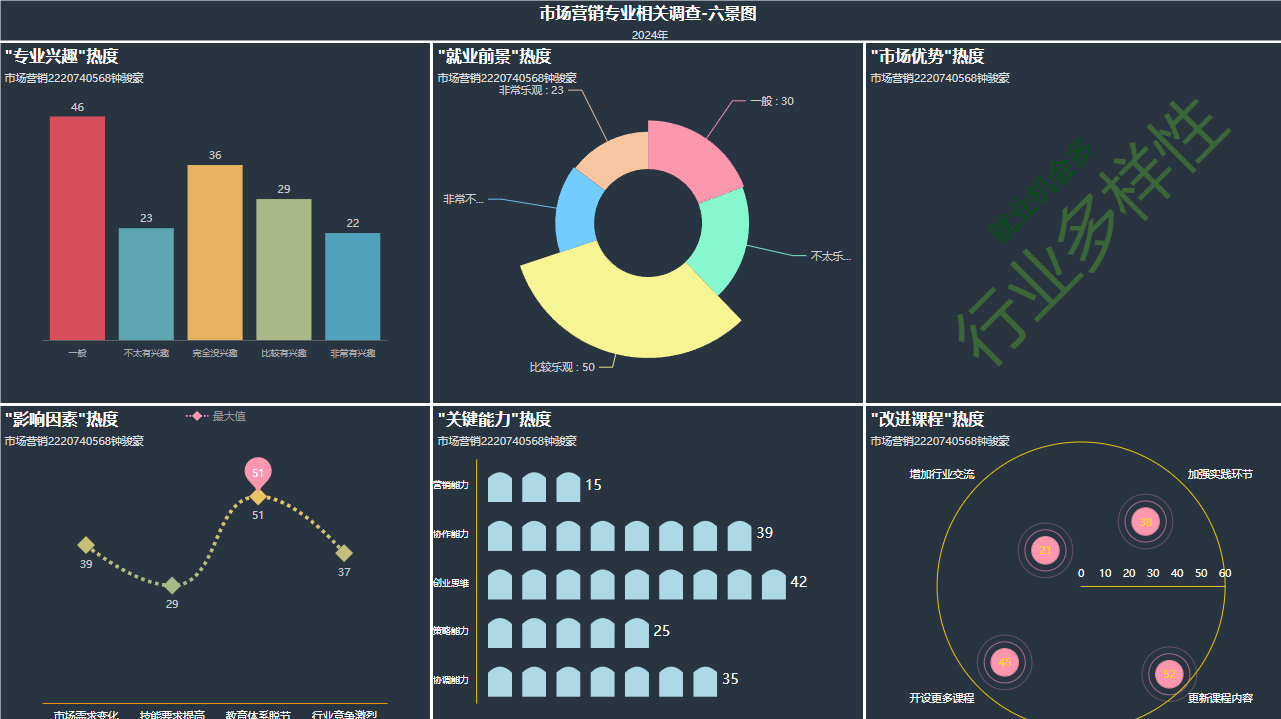 市场营销专业相关调查-六景图
2024年
"专业兴趣"热度
市场营销2220740568钟骏豪
46
23
36
29
22
一般
不太有兴趣
完全没兴趣
比较有兴趣
非常有兴趣
"就业前景"热度
市场营销2220740568钟骏豪
非常乐观 : 23
一般 : 30
非常不...
不太乐...
比较乐观 : 50
"市场优势"热度
市场营销2220740568钟骏豪
就业机会多
行业多样性
"影响因素"热度
市场营销2220740568钟骏豪
最大值
51
39
29
51
37
市场需求变化
技能要求提高
教育体系脱节
行业竞争激烈
"关键能力"热度
市场营销2220740568钟骏豪
营销能力
15
协作能力
39
创业思维
42
策略能力
25
协调能力
35
"改进课程"热度
市场营销2220740568钟骏豪
增加行业交流
加强实践环节
38
21
0 10 20 30 40 50 60
45
52
开设更多课程
更新课程内容